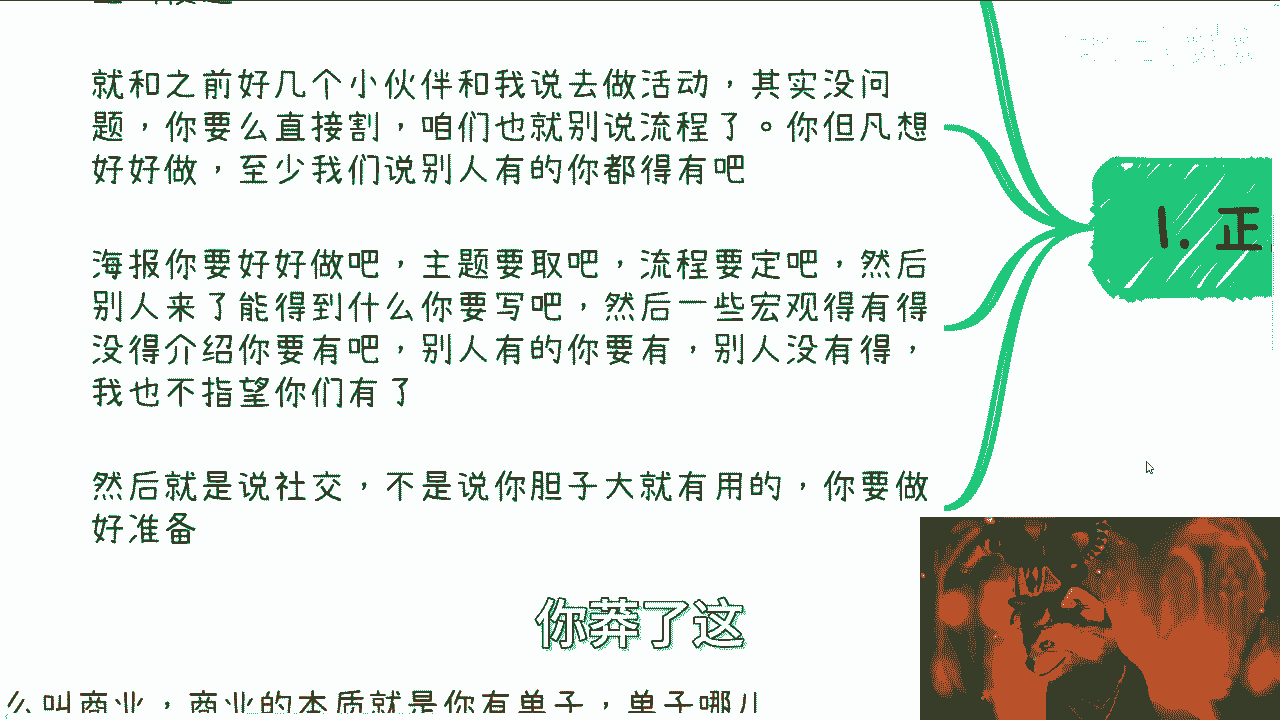 就和之前好几个小伙伴和我说去做活动，其实没问
题，你要么直接割，咱们也就别说流程了。你但凡想
好好做，至少我们说别人有的你都得有吧
1. 正
海报你要好好做吧，主题要取吧，流程要定吧，然后
别人来了能得到什么你要写吧，然后一些宏观得有得
没得介绍你要有吧，别人有的你要有，别人没有得，
我也不指望你们有了
然后就是说社交，不是说你胆子大就有用的，你要做
好准备
你莽了这
么叫商业，商业的本质就是你有单子，单子哪儿